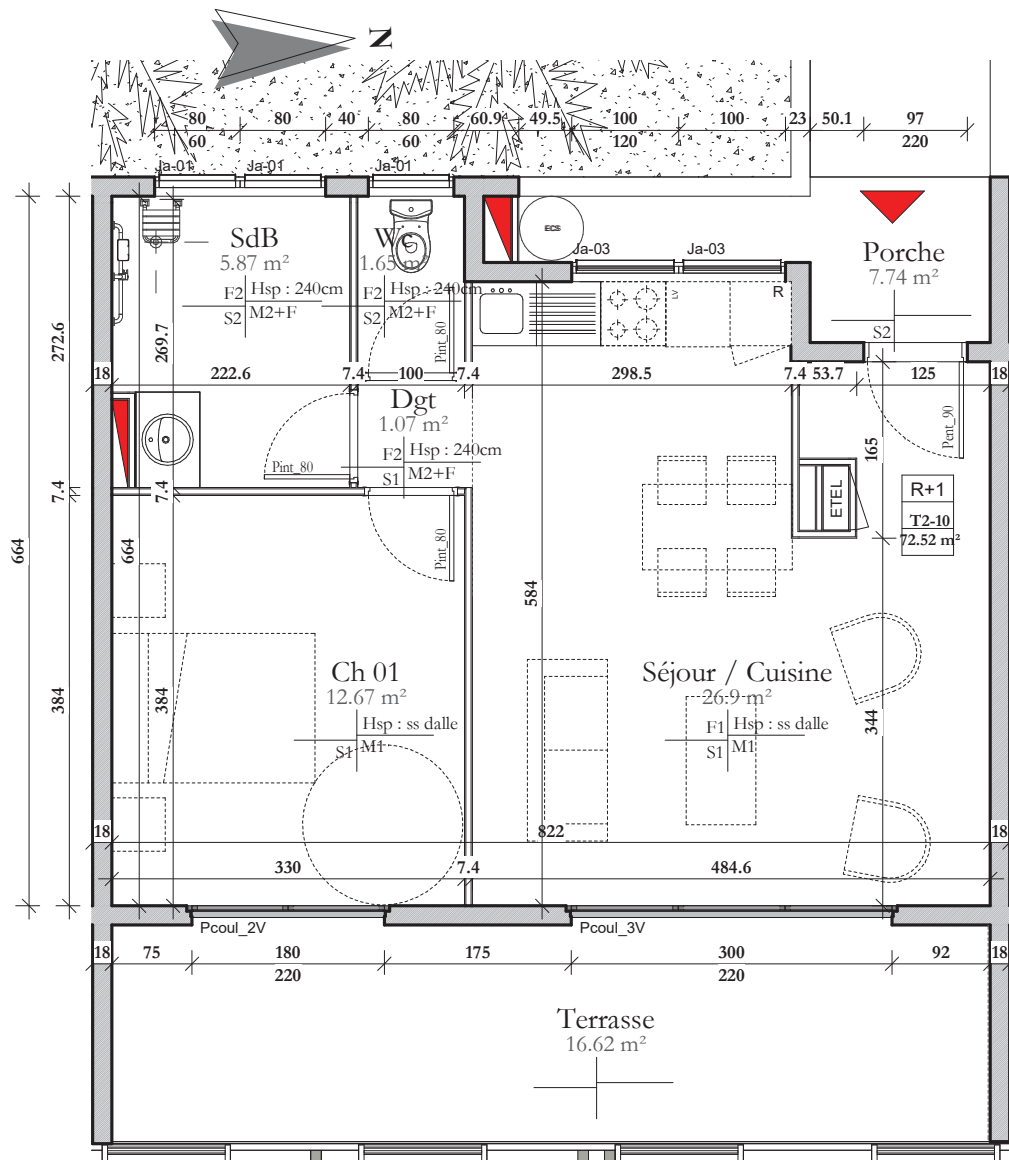 N
80 80 40 80 60.9 49.5 100 100 23 50.1 97
60 60 120 220
Ja-01 Ja-01 Ja-01
SdB
5.87 m²
F2 Hsp : 240cm
S2 M2+F
Wc
1.65 m²
F2 Hsp : 240cm
S2 M2+F
ECS
Ja-03 Ja-03
Porche
7.74 m²
S2
LV
R
Pint_80
272.6
269.7
18 222.6 7.4 100 7.4 298.5 7.4 53.7 125 18
Dgt
1.07 m²
F2 Hsp : 240cm
S1 M2+F
Pint_80
Pent_90
165
ETEL
R+1
T2-10
72.52 m²
7.4
7.4
664
664
584
Pint_80
384
384
344
Ch 01
12.67 m²
Hsp : ss dalle
S1 M1
Séjour / Cuisine
26.9 m²
F1 Hsp : ss dalle
S1 M1
18 822 18
330 7.4 484.6
Pcoul_2V Pcoul_3V
18 75 180 175 300 92 18
220 220
Terrasse
16.62 m²